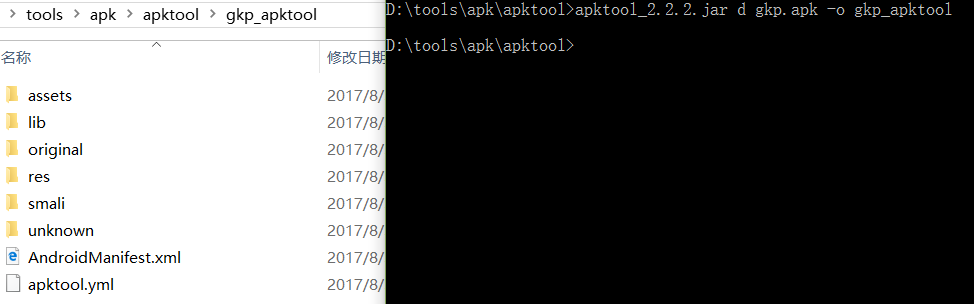 > tools > apk > apktool > gkp_apktool
名称 修改日期
assets 2017/8/
lib 2017/8/
original 2017/8/
res 2017/8/
smali 2017/8/
unknown 2017/8/
AndroidManifest.xml 2017/8/
apktool.yml 2017/8/
D:\tools\apk\apktool>apktool_2.2.2.jar d gkp.apk -o gkp_apktool
D:\tools\apk\apktool>